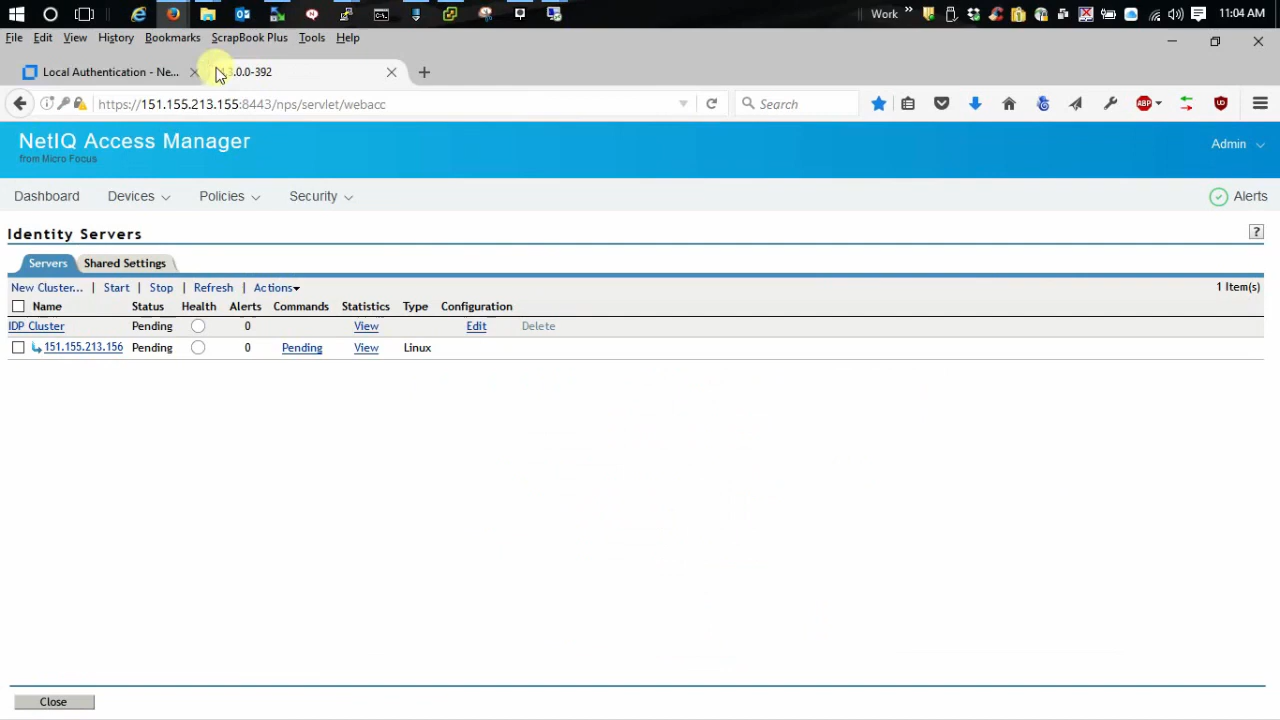 Work »
11:04 AM
File Edit View History Bookmarks ScrapBook Plus Tools Help
Local Authentication - Ne...
.0.0-392
https://151.155.213.155:8443/nps/servlet/webacc
Search
ABP
NetIQ Access Manager
from Micro Focus
Admin
Dashboard Devices Policies Security
Alerts
Identity Servers
?
Servers Shared Settings
New Cluster... | Start | Stop | Refresh | Actions
1 Item(s)
Name Status Health Alerts Commands Statistics Type Configuration
IDP Cluster Pending 0 View Edit Delete
151.155.213.156 Pending 0 Pending View Linux
Close